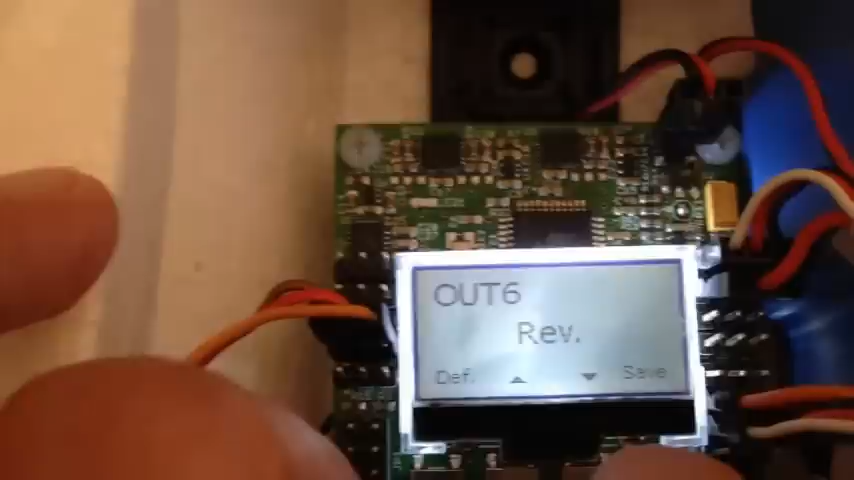 OUT6
Rev.
Def. ▲ ▼ Save